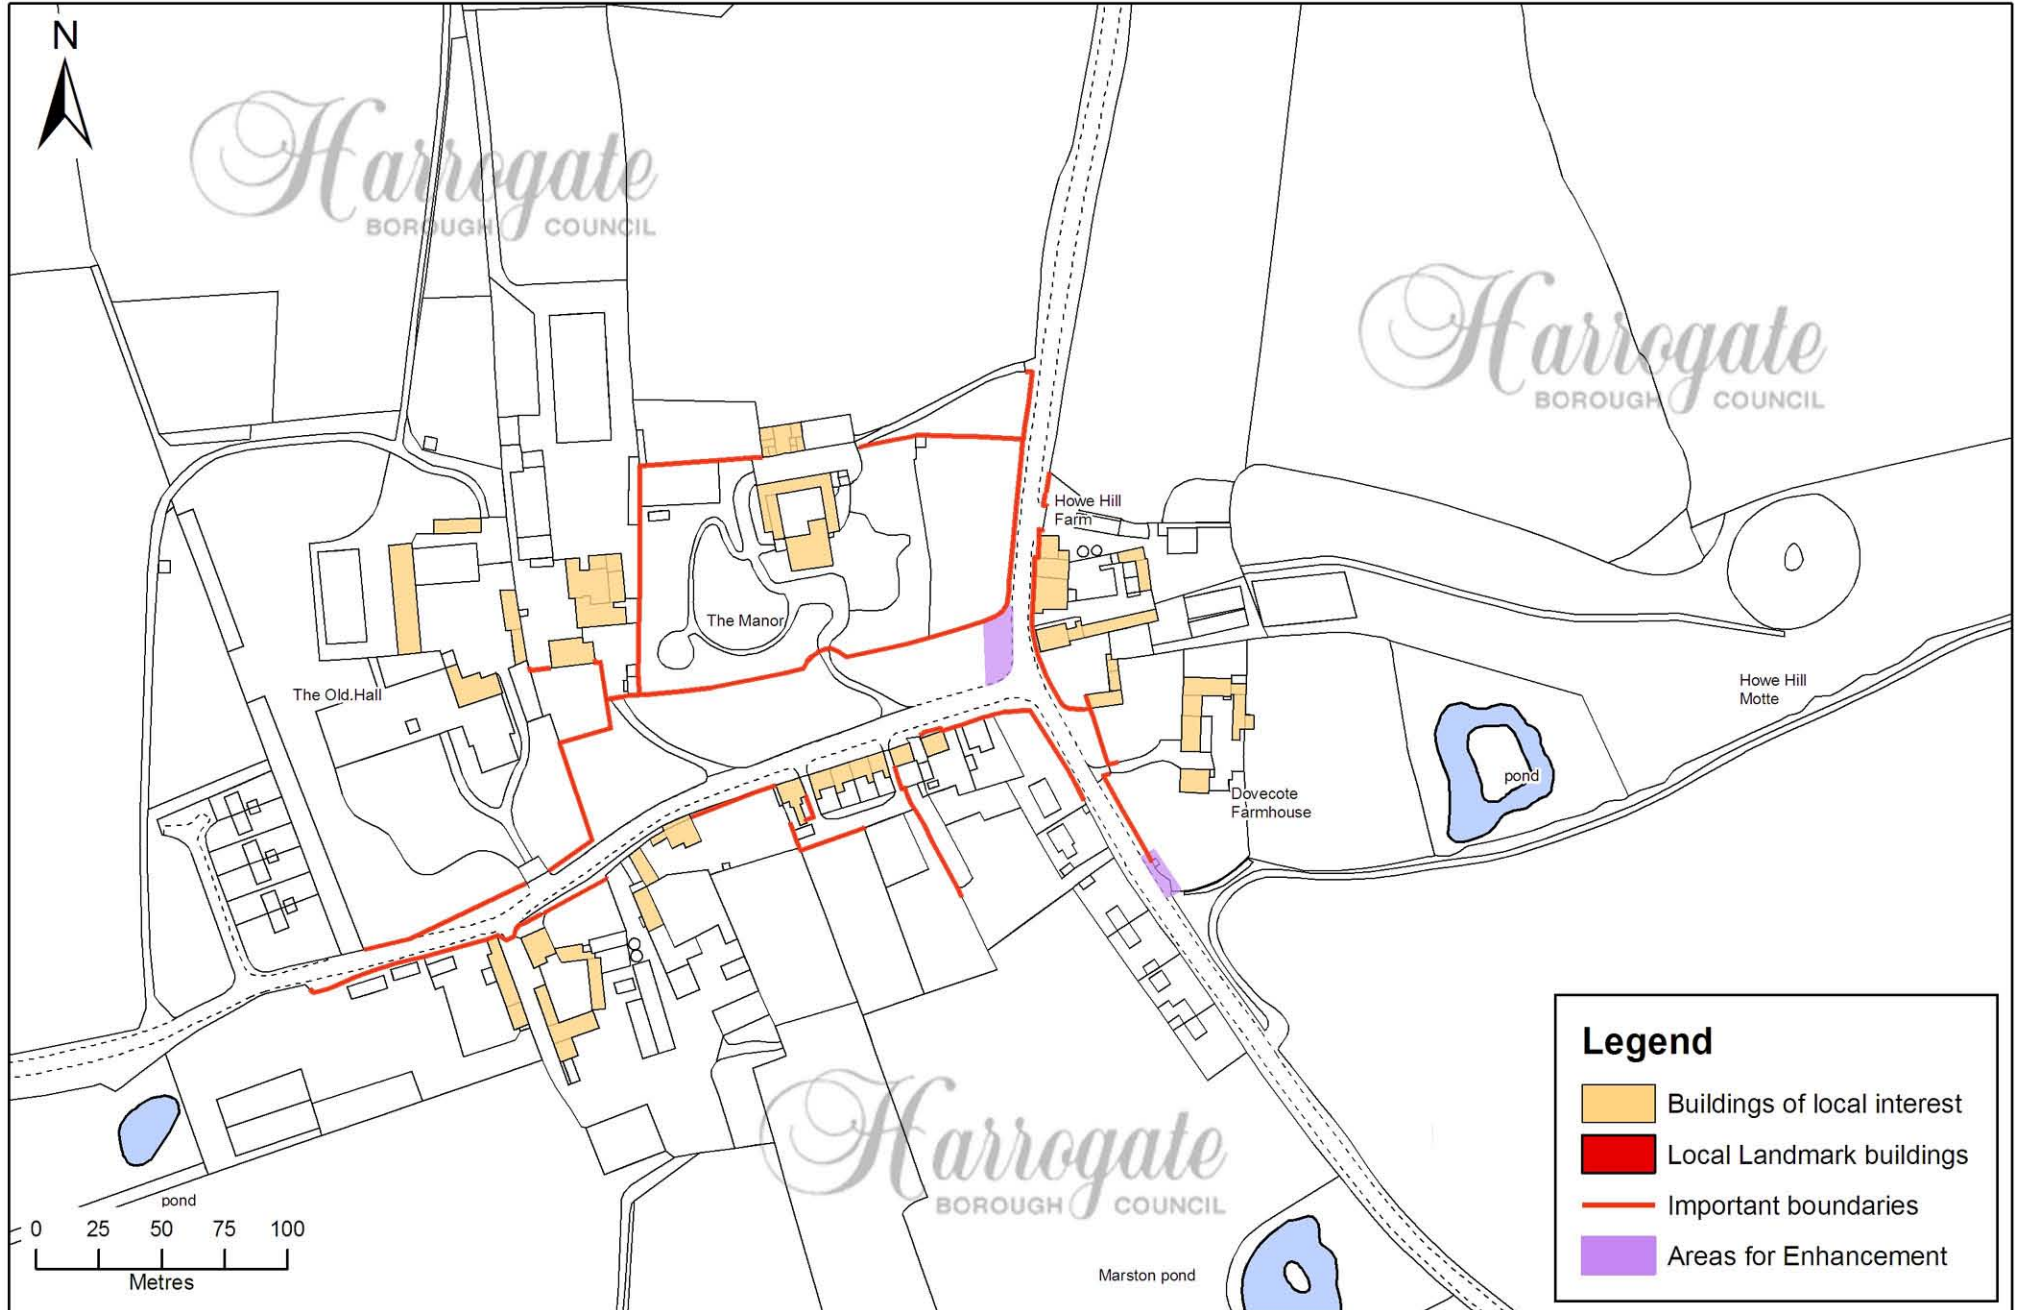 N
Harrogate
BOROUGH COUNCIL
Harrogate
BOROUGH COUNCIL
Howe Hill
Farm
The Manor
The Old.Hall
Howe Hill
Motte
pond
Dovecote
Farmhouse
Legend
Buildings of local interest
Local Landmark buildings
Important boundaries
Areas for Enhancement
Harrogate
BOROUGH COUNCIL
pond
0 25 50 75 100
Metres
Marston pond